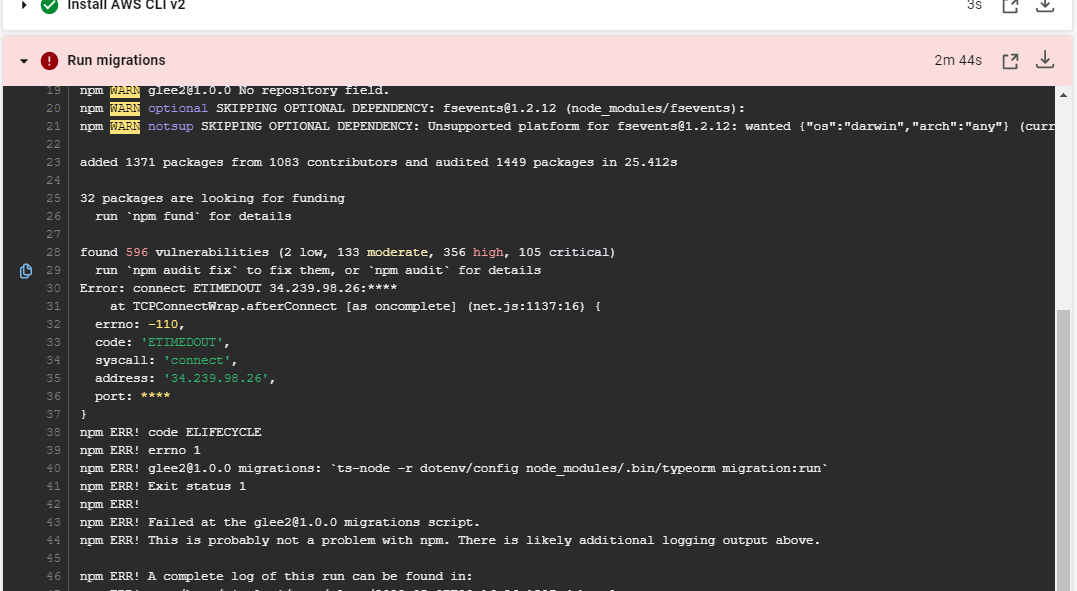 Install AWS CLI v2
3s
Run migrations
2m 44s
19 npm WARN glee2@1.0.0 No repository field.
20 npm WARN optional SKIPPING OPTIONAL DEPENDENCY: fsevents@1.2.12 (node_modules/fsevents):
21 npm WARN notsup SKIPPING OPTIONAL DEPENDENCY: Unsupported platform for fsevents@1.2.12: wanted {"os":"darwin","arch":"any"} (curr
22
23 added 1371 packages from 1083 contributors and audited 1449 packages in 25.412s
24
25 32 packages are looking for funding
26 run `npm fund` for details
27
28 found 596 vulnerabilities (2 low, 133 moderate, 356 high, 105 critical)
29 run `npm audit fix` to fix them, or `npm audit` for details
30 Error: connect ETIMEDOUT 34.239.98.26:****
31 at TCPConnectWrap.afterConnect [as oncomplete] (net.js:1137:16) {
32 errno: -110,
33 code: 'ETIMEDOUT',
34 syscall: 'connect',
35 address: '34.239.98.26',
36 port: ****
37 }
38 npm ERR! code ELIFECYCLE
39 npm ERR! errno 1
40 npm ERR! glee2@1.0.0 migrations: `ts-node -r dotenv/config node_modules/.bin/typeorm migration:run`
41 npm ERR! Exit status 1
42 npm ERR!
43 npm ERR! Failed at the glee2@1.0.0 migrations script.
44 npm ERR! This is probably not a problem with npm. There is likely additional logging output above.
45
46 npm ERR! A complete log of this run can be found in: